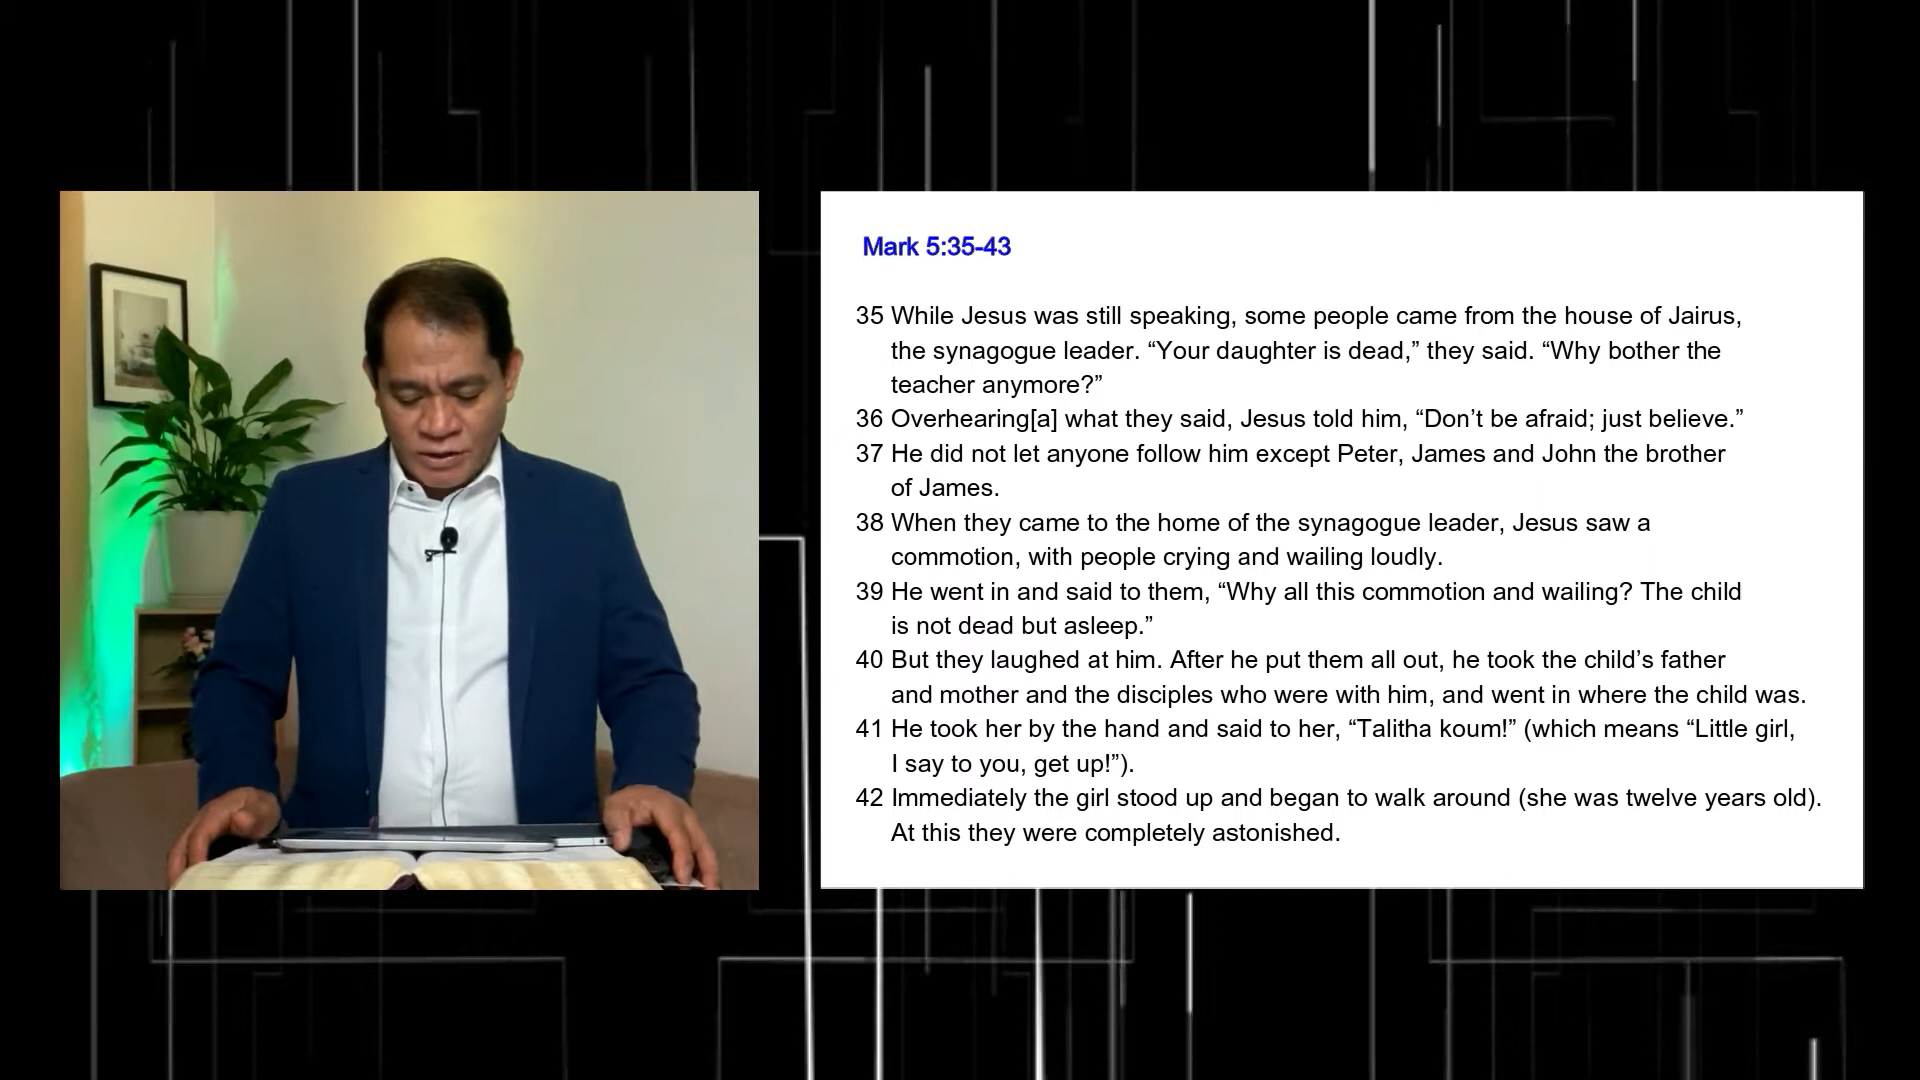 Mark 5:35-43
35 While Jesus was still speaking, some people came from the house of Jairus,
the synagogue leader. “Your daughter is dead,” they said. “Why bother the
teacher anymore?”
36 Overhearing[a] what they said, Jesus told him, “Don’t be afraid; just believe.”
37 He did not let anyone follow him except Peter, James and John the brother
of James.
38 When they came to the home of the synagogue leader, Jesus saw a
commotion, with people crying and wailing loudly.
39 He went in and said to them, “Why all this commotion and wailing? The child
is not dead but asleep.”
40 But they laughed at him. After he put them all out, he took the child’s father
and mother and the disciples who were with him, and went in where the child was.
41 He took her by the hand and said to her, “Talitha koum!” (which means “Little girl,
I say to you, get up!”).
42 Immediately the girl stood up and began to walk around (she was twelve years old).
At this they were completely astonished.